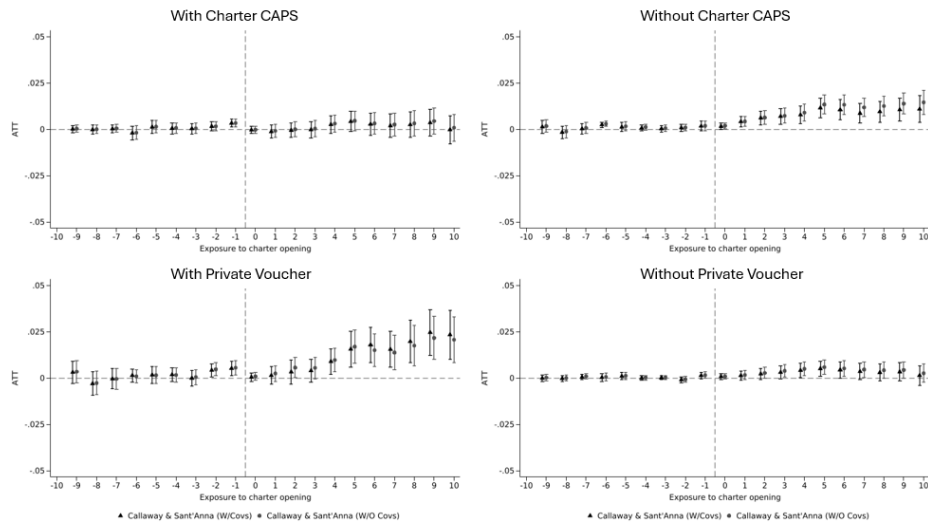 With Charter CAPS
.05
.025
0
-.025
-.05
ATT
-10 -9 -8 -7 -6 -5 -4 -3 -2 -1 0 1 2 3 4 5 6 7 8 9 10
Exposure to charter opening
Without Charter CAPS
.05
.025
0
-.025
-.05
ATT
-10 -9 -8 -7 -6 -5 -4 -3 -2 -1 0 1 2 3 4 5 6 7 8 9 10
Exposure to charter opening
With Private Voucher
.05
.025
0
-.025
-.05
ATT
-10 -9 -8 -7 -6 -5 -4 -3 -2 -1 0 1 2 3 4 5 6 7 8 9 10
Exposure to charter opening
Callaway & Sant'Anna (W/Covs) Callaway & Sant'Anna (W/O Covs)
Without Private Voucher
.05
.025
0
-.025
-.05
ATT
-10 -9 -8 -7 -6 -5 -4 -3 -2 -1 0 1 2 3 4 5 6 7 8 9 10
Exposure to charter opening
Callaway & Sant'Anna (W/Covs) Callaway & Sant'Anna (W/O Covs)